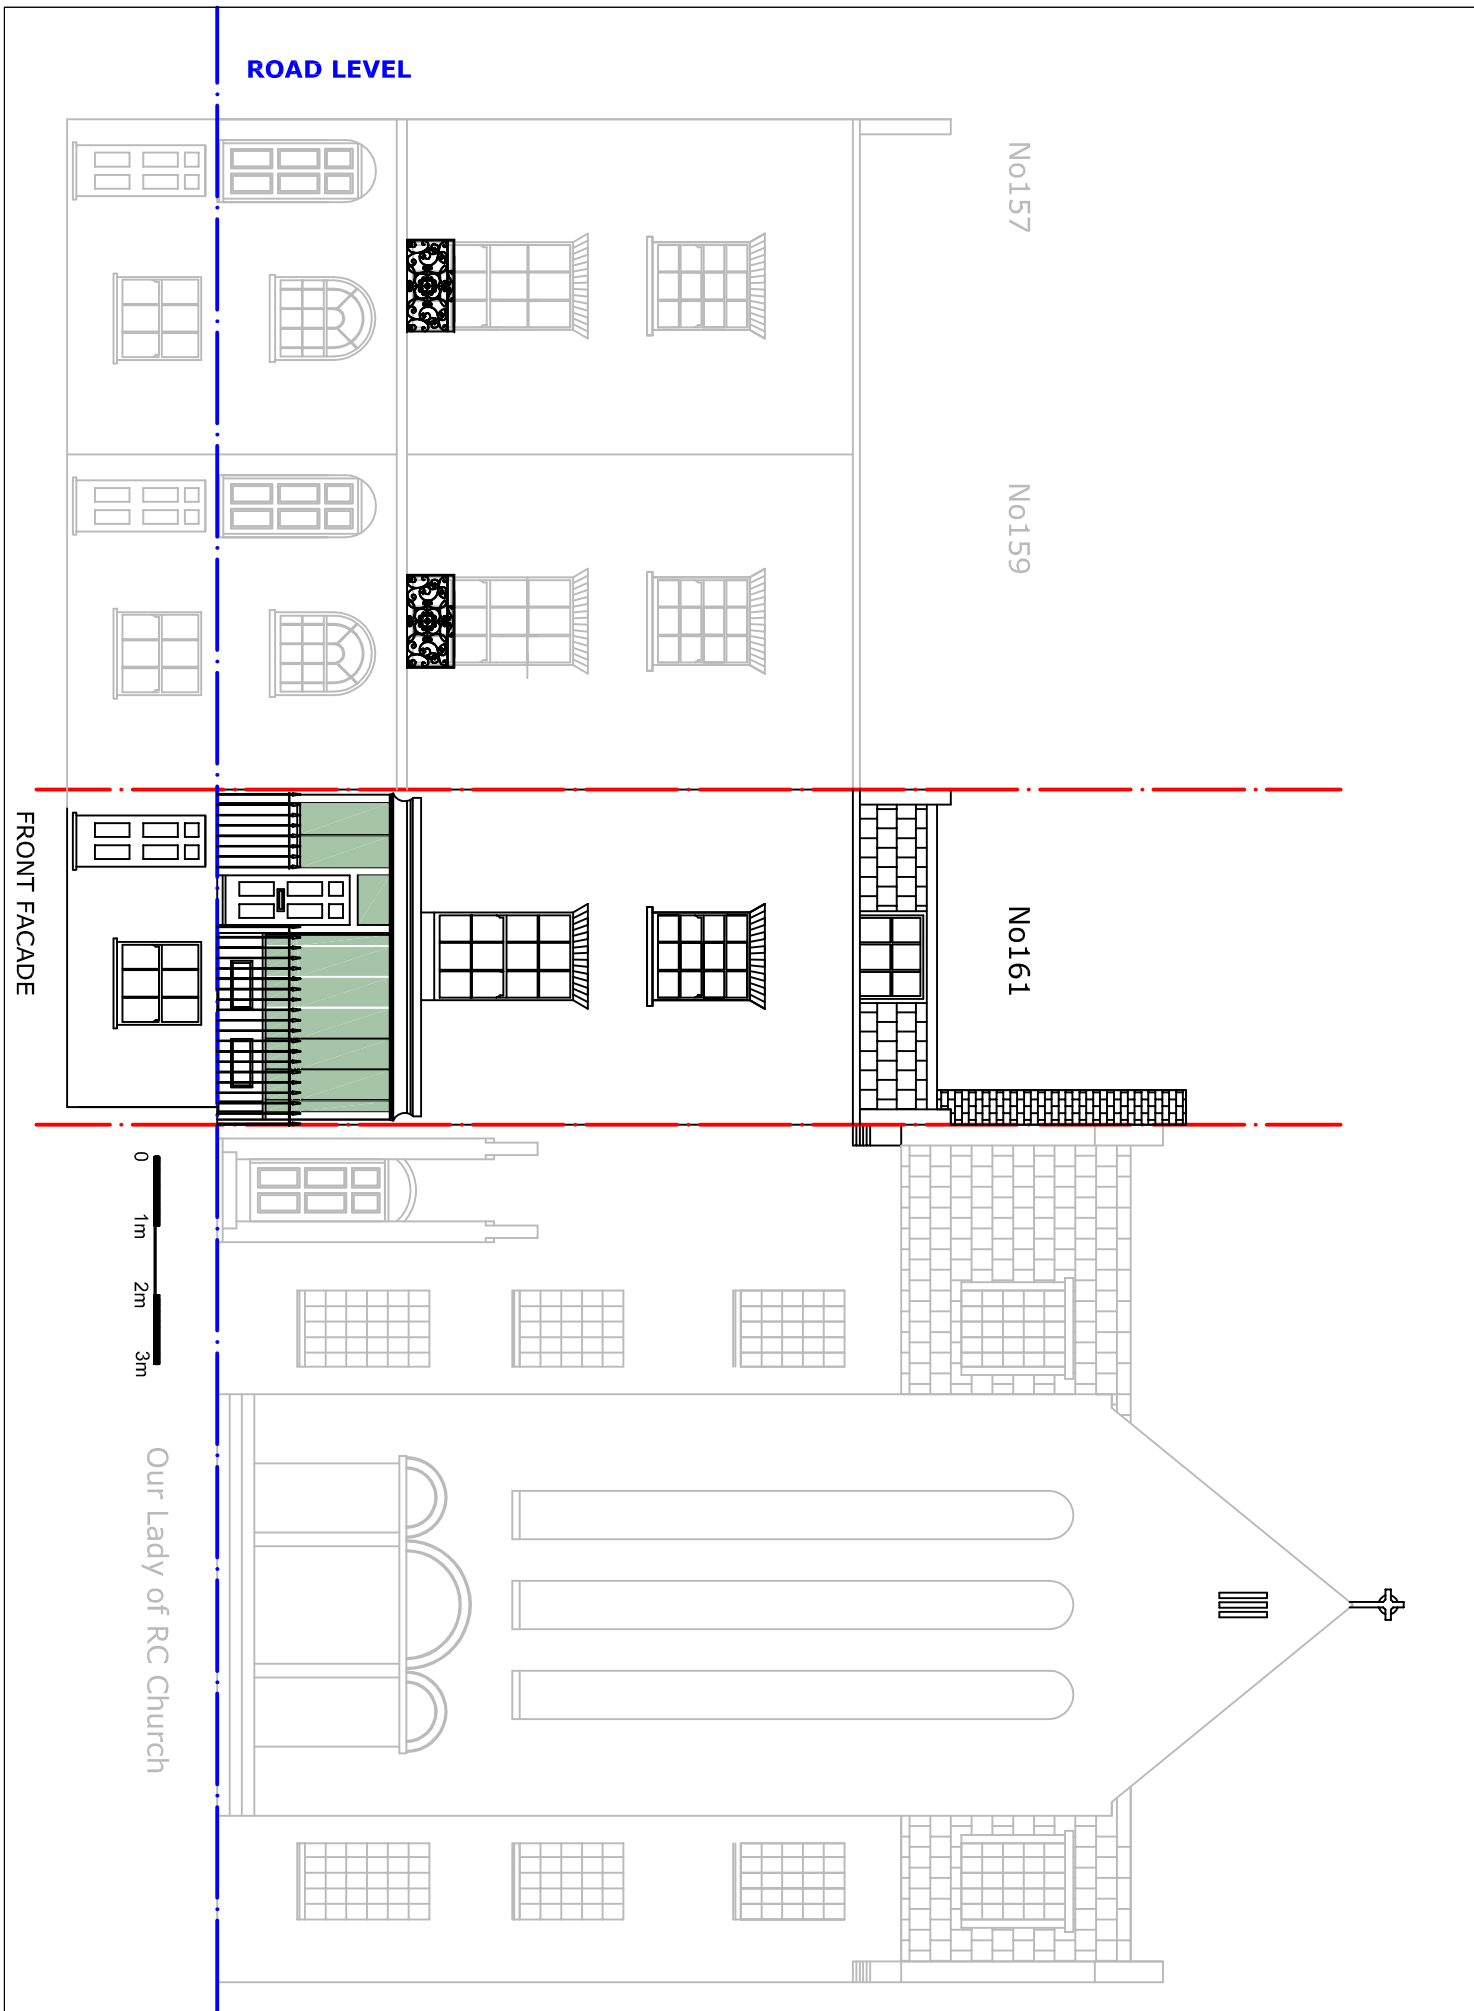 ROAD LEVEL
No157
No159
No161
FRONT FACADE
0 1m 2m 3m
Our Lady of RC Church